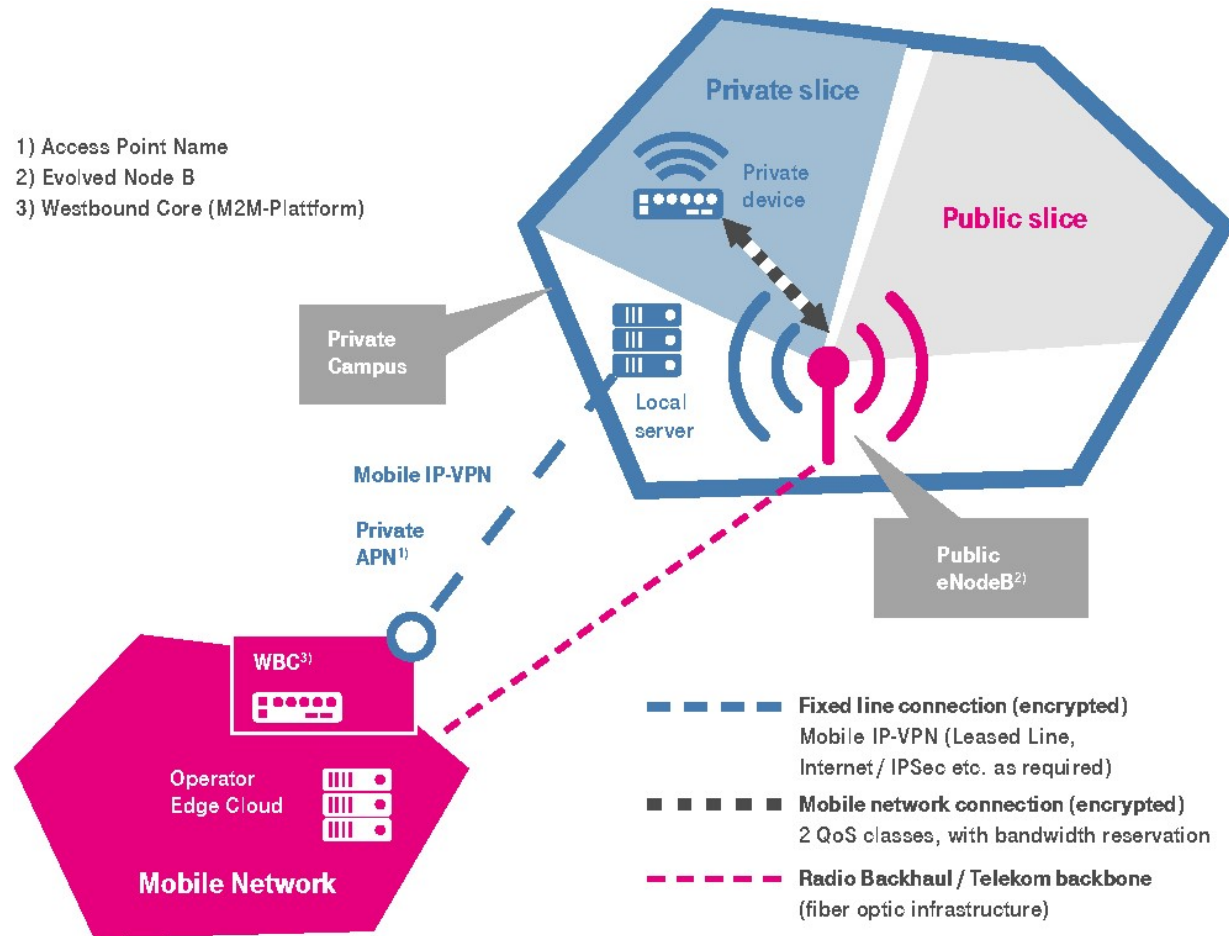 1) Access Point Name
2) Evolved Node B
3) Westbound Core (M2M-Plattform)
Private slice
Private
device
Public slice
Private
Campus
Local
server
Mobile IP-VPN
Private
APN1)
Public
eNodeB2)
WBC3)
Operator
Edge Cloud
Mobile Network
Fixed line connection (encrypted)
Mobile IP-VPN (Leased Line,
Internet / IPSec etc. as required)
Mobile network connection (encrypted)
2 QoS classes, with bandwidth reservation
Radio Backhaul / Telekom backbone
(fiber optic infrastructure)